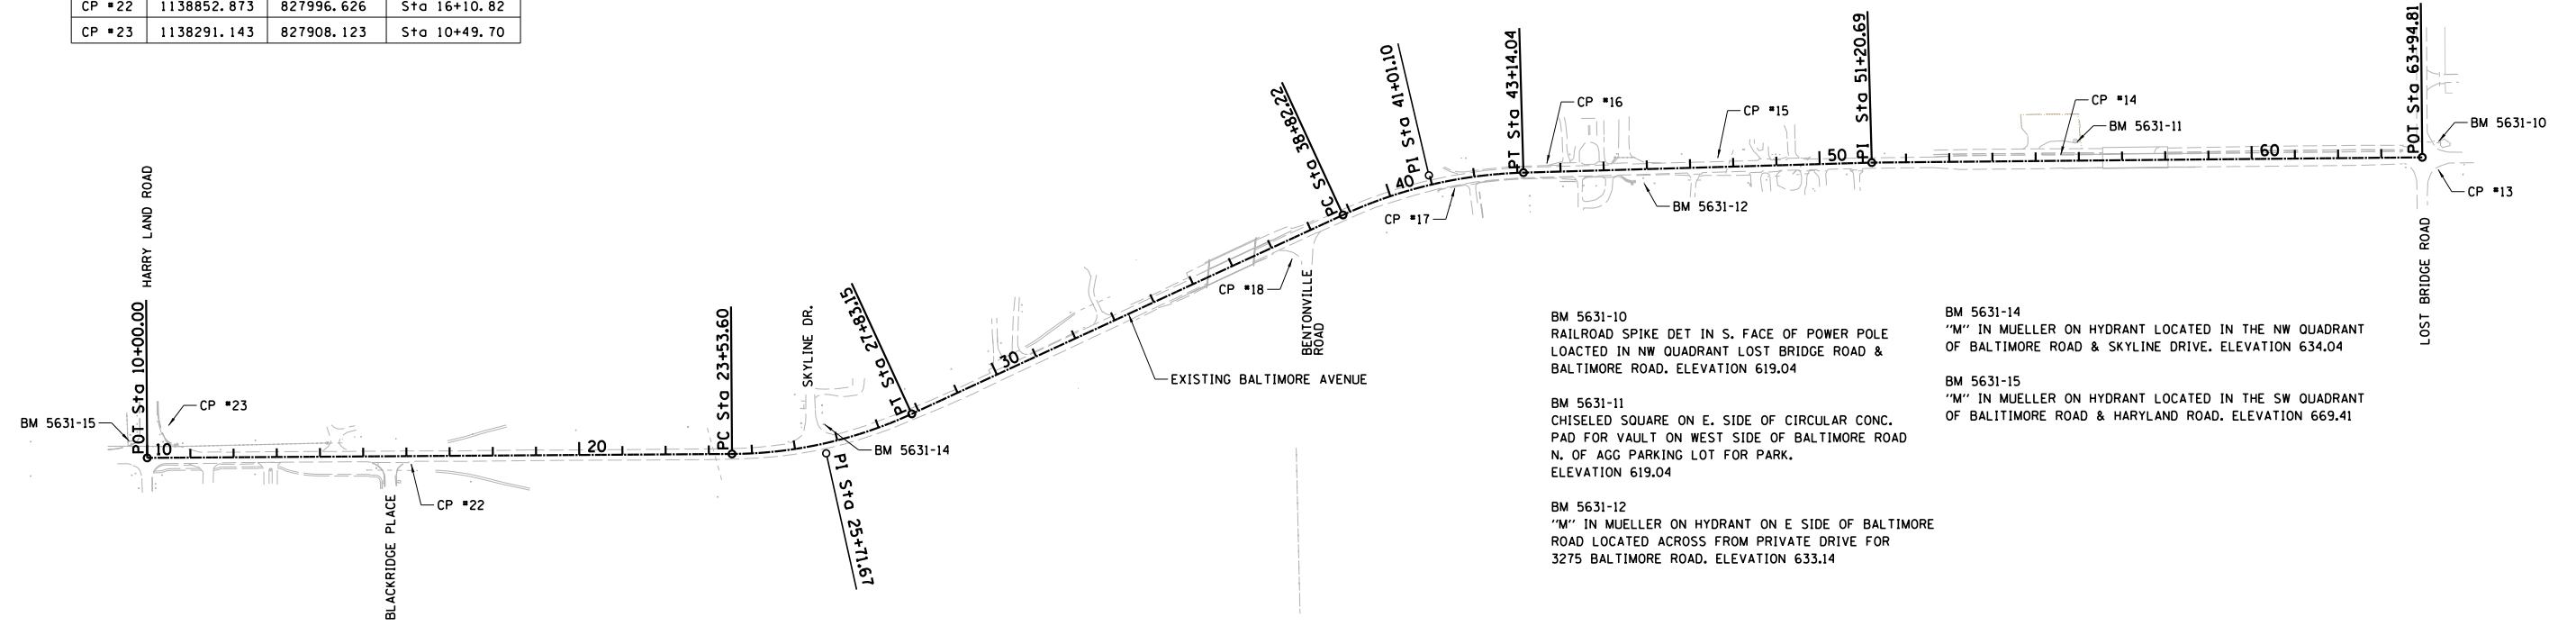 CP #22 1138852.873 827996.626 Sta 16+10.82
CP #23 1138291.143 827908.123 Sta 10+49.70
HARRY LAND ROAD
POT Sta 10+00.00
BM 5631-15
CP #23
10
BLACKRIDGE PLACE
CP #22
20
PC Sta 23+53.60
SKYLINE DR.
PI Sta 25+71.67
BM 5631-14
PT Sta 27+83.15
30
EXISTING BALTIMORE AVENUE
CP #18
BENTONVILLE
ROAD
PC Sta 38+82.22
40
PI Sta 41+01.10
CP #17
PT Sta 43+14.04
CP #16
BM 5631-12
CP #15
50
PI Sta 51+20.69
CP #14
BM 5631-11
60
POT Sta 63+94.81
BM 5631-10
CP #13
LOST BRIDGE ROAD
BM 5631-10
RAILROAD SPIKE DET IN S. FACE OF POWER POLE
LOACTED IN NW QUADRANT LOST BRIDGE ROAD &
BALTIMORE ROAD. ELEVATION 619.04
BM 5631-11
CHISELED SQUARE ON E. SIDE OF CIRCULAR CONC.
PAD FOR VAULT ON WEST SIDE OF BALTIMORE ROAD
N. OF AGG PARKING LOT FOR PARK.
ELEVATION 619.04
BM 5631-12
"M" IN MUELLER ON HYDRANT ON E SIDE OF BALTIMORE
ROAD LOCATED ACROSS FROM PRIVATE DRIVE FOR
3275 BALTIMORE ROAD. ELEVATION 633.14
BM 5631-14
"M" IN MUELLER ON HYDRANT LOCATED IN THE NW QUADRANT
OF BALTIMORE ROAD & SKYLINE DRIVE. ELEVATION 634.04
BM 5631-15
"M" IN MUELLER ON HYDRANT LOCATED IN THE SW QUADRANT
OF BALITIMORE ROAD & HARYLAND ROAD. ELEVATION 669.41